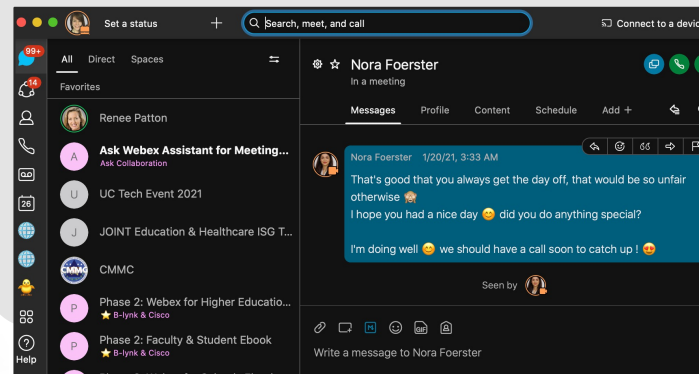 Set a status
Search, meet, and call
Connect to a devic
99+
14
26
Help
All Direct Spaces
Favorites
Renee Patton
A
Ask Webex Assistant for Meeting...
Ask Collaboration
U
UC Tech Event 2021
J
JOINT Education & Healthcare ISG T...
CMMC
CMMC
P
Phase 2: Webex for Higher Educatio...
B-lynk & Cisco
P
Phase 2: Faculty & Student Ebook
B-lynk & Cisco
Nora Foerster
In a meeting
Messages Profile Content Schedule Add +
Nora Foerster 1/20/21, 3:33 AM
That's good that you always get the day off, that would be so unfair
otherwise 🙈
I hope you had a nice day 😊 did you do anything special?
I'm doing well 😊 we should have a call soon to catch up ! 😍
Seen by
M
GIF
Write a message to Nora Foerster